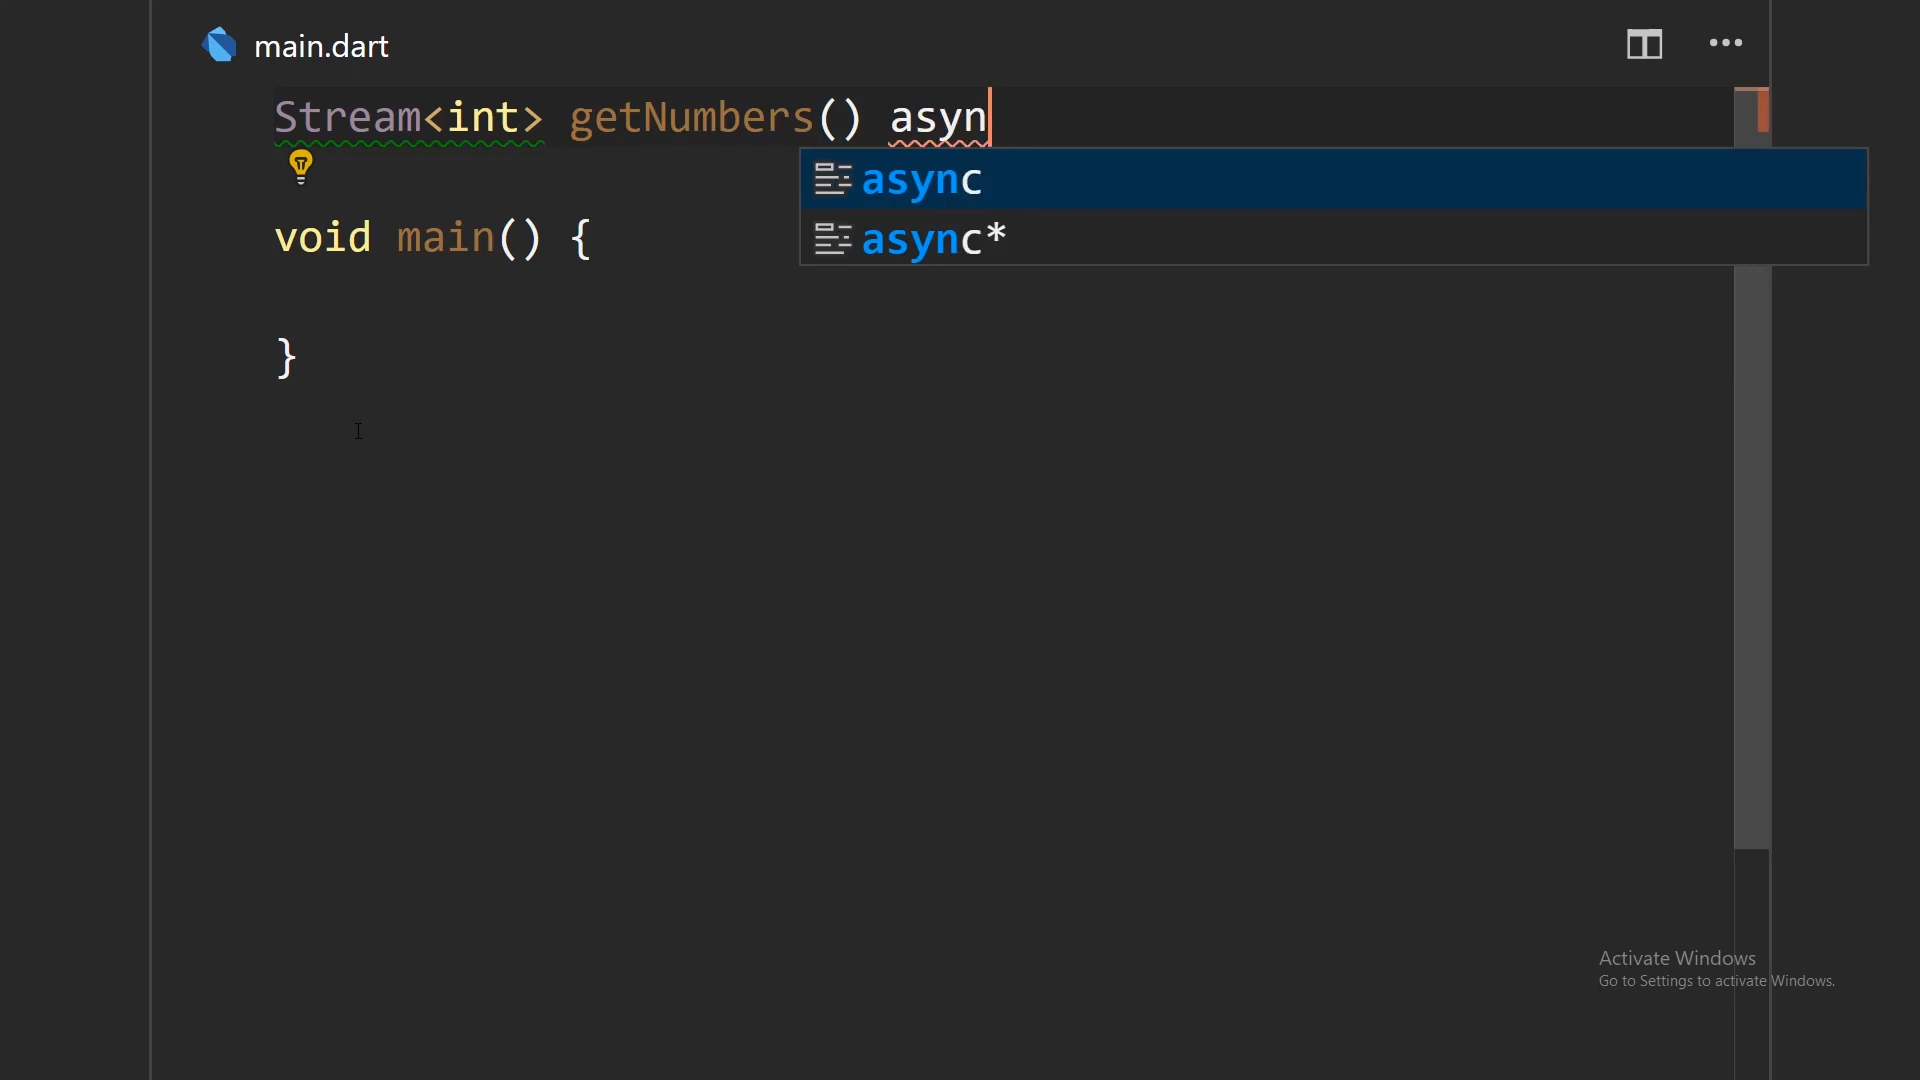 main.dart
Stream<int> getNumbers() asyn
async
async*
void main() {
}
Activate Windows
Go to Settings to activate Windows.